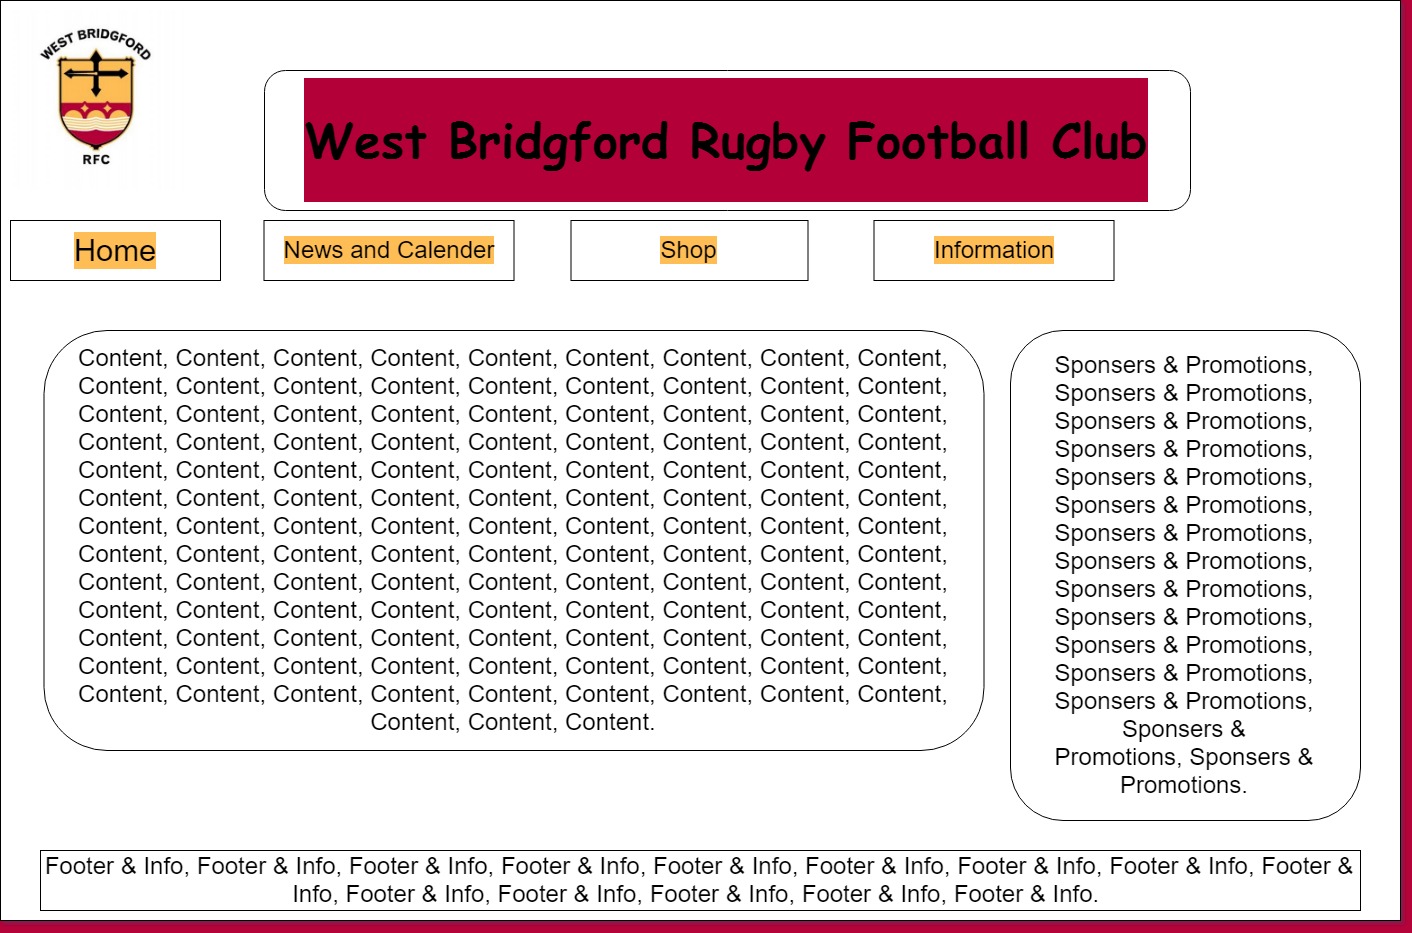 WEST BRIDGFORD
RFC
West Bridgford Rugby Football Club
Home
News and Calender
Shop
Information
Content, Content, Content, Content, Content, Content, Content, Content, Content,
Content, Content, Content, Content, Content, Content, Content, Content, Content,
Content, Content, Content, Content, Content, Content, Content, Content, Content,
Content, Content, Content, Content, Content, Content, Content, Content, Content,
Content, Content, Content, Content, Content, Content, Content, Content, Content,
Content, Content, Content, Content, Content, Content, Content, Content, Content,
Content, Content, Content, Content, Content, Content, Content, Content, Content,
Content, Content, Content, Content, Content, Content, Content, Content, Content,
Content, Content, Content, Content, Content, Content, Content, Content, Content,
Content, Content, Content, Content, Content, Content, Content, Content, Content,
Content, Content, Content, Content, Content, Content, Content, Content, Content,
Content, Content, Content, Content, Content, Content, Content, Content, Content,
Content, Content, Content, Content, Content, Content, Content, Content, Content,
Content, Content, Content.
Sponsers & Promotions,
Sponsers & Promotions,
Sponsers & Promotions,
Sponsers & Promotions,
Sponsers & Promotions,
Sponsers & Promotions,
Sponsers & Promotions,
Sponsers & Promotions,
Sponsers & Promotions,
Sponsers & Promotions,
Sponsers & Promotions,
Sponsers & Promotions,
Sponsers & Promotions,
Sponsers &
Promotions, Sponsers &
Promotions.
Footer & Info, Footer & Info, Footer & Info, Footer & Info, Footer & Info, Footer & Info, Footer & Info, Footer & Info, Footer &
Info, Footer & Info, Footer & Info, Footer & Info, Footer & Info, Footer & Info.